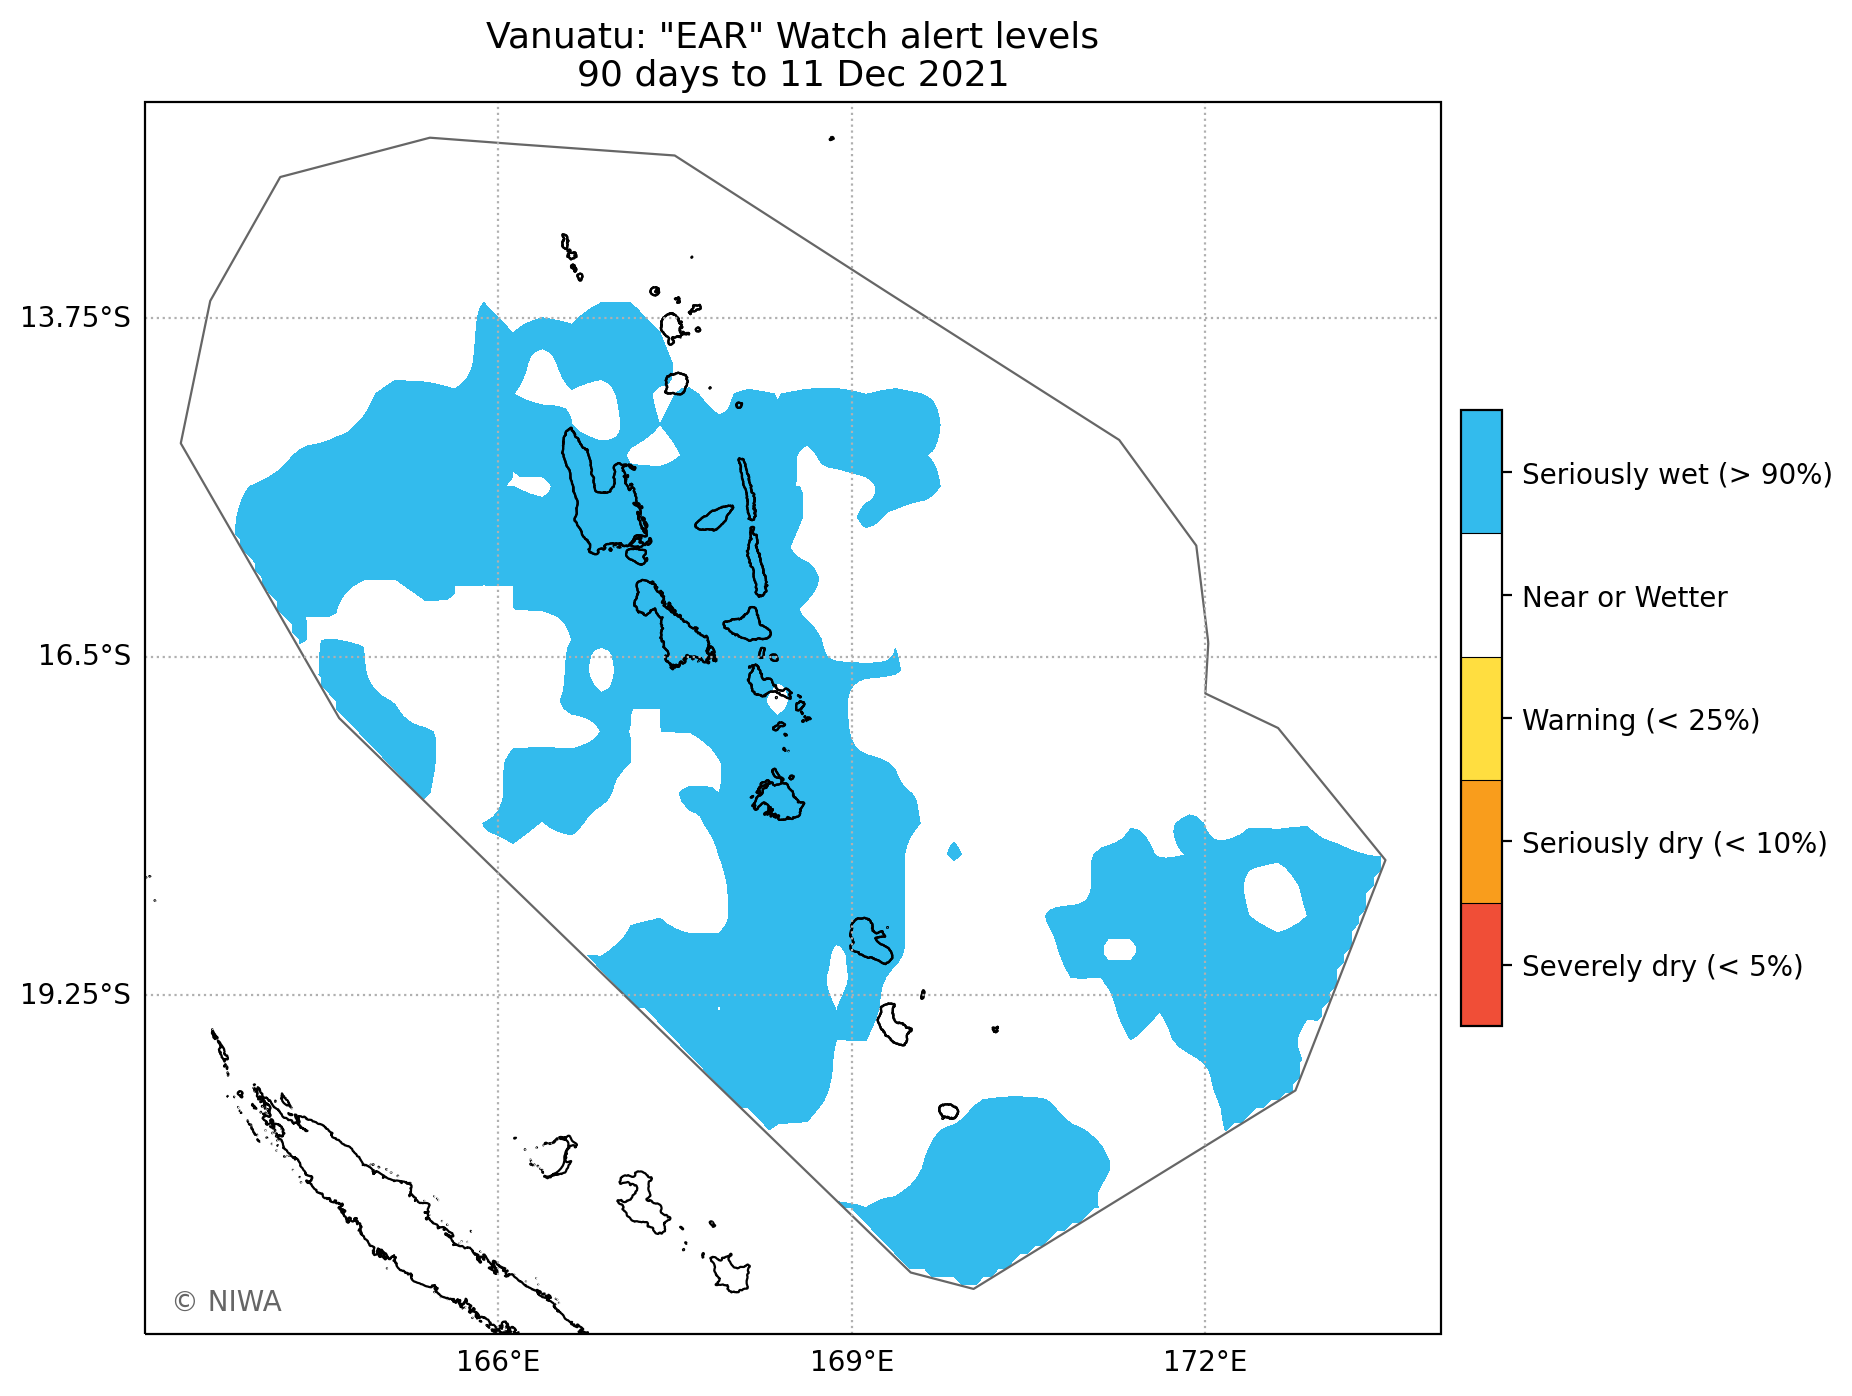 Vanuatu: "EAR" Watch alert levels
90 days to 11 Dec 2021
13.75°S
16.5°S
19.25°S
166°E
169°E
172°E
Seriously wet (> 90%)
Near or Wetter
Warning (< 25%)
Seriously dry (< 10%)
Severely dry (< 5%)
© NIWA